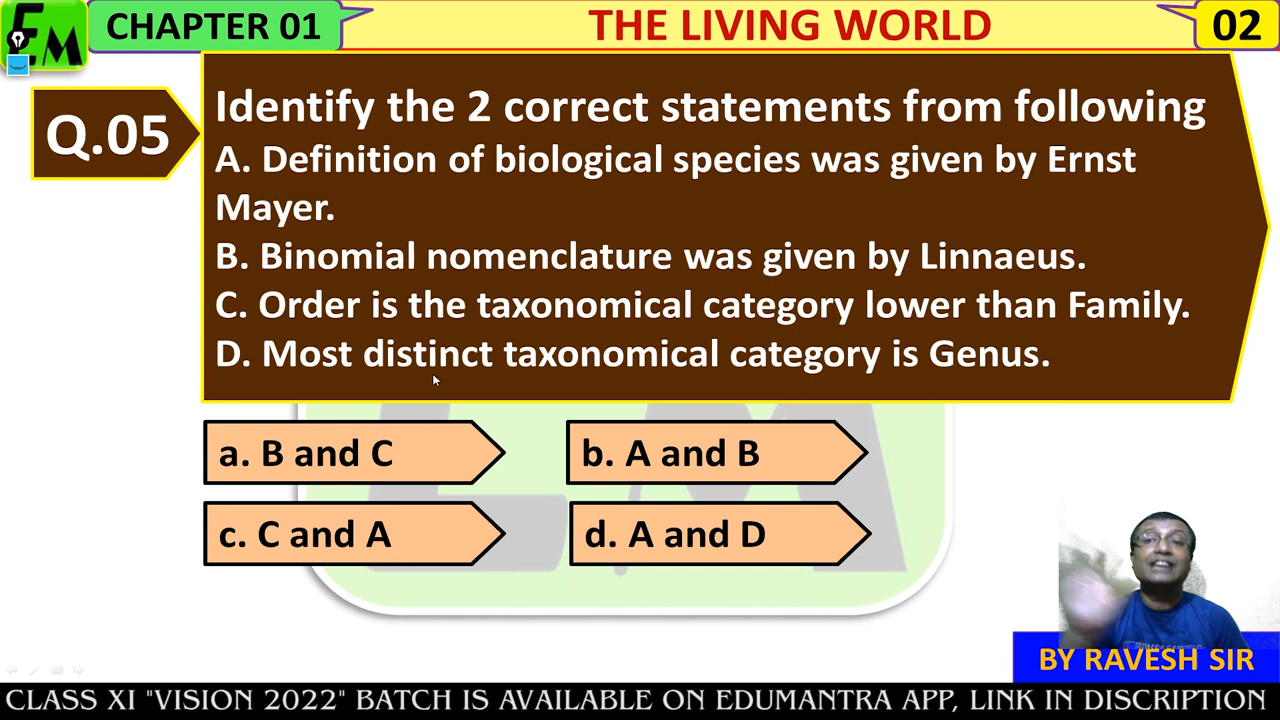 EM
CHAPTER 01
THE LIVING WORLD
02
Q.05
Identify the 2 correct statements from following
A. Definition of biological species was given by Ernst
Mayer.
B. Binomial nomenclature was given by Linnaeus.
C. Order is the taxonomical category lower than Family.
D. Most distinct taxonomical category is Genus.
a. B and C
b. A and B
c. C and A
d. A and D
BY RAVESH SIR
CLASS XI "VISION 2022" BATCH IS AVAILABLE ON EDUMANTRA APP, LINK IN DISCRIPTION